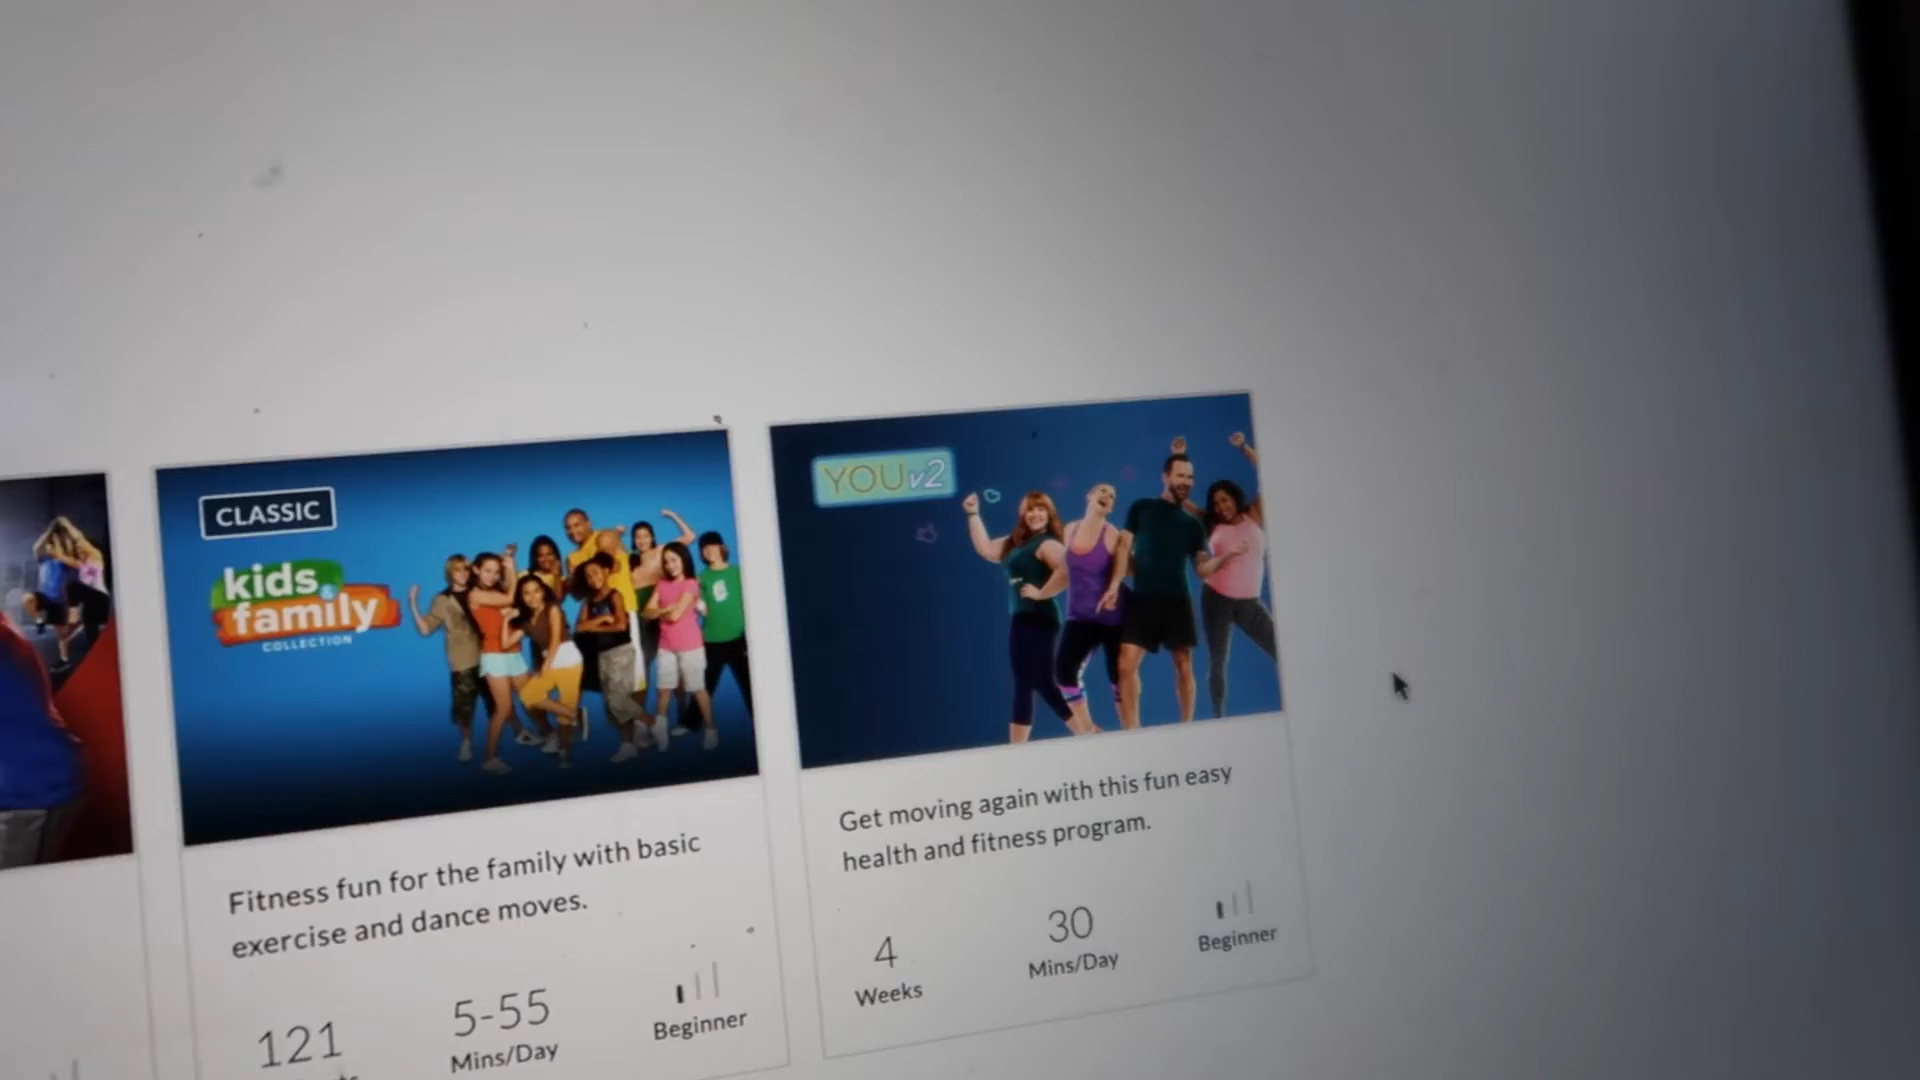 CLASSIC
kids &
family
COLLECTION
Fitness fun for the family with basic
exercise and dance moves.
121
5-55
Mins/Day
Beginner
YOUv2
Get moving again with this fun easy
health and fitness program.
4
Weeks
30
Mins/Day
Beginner